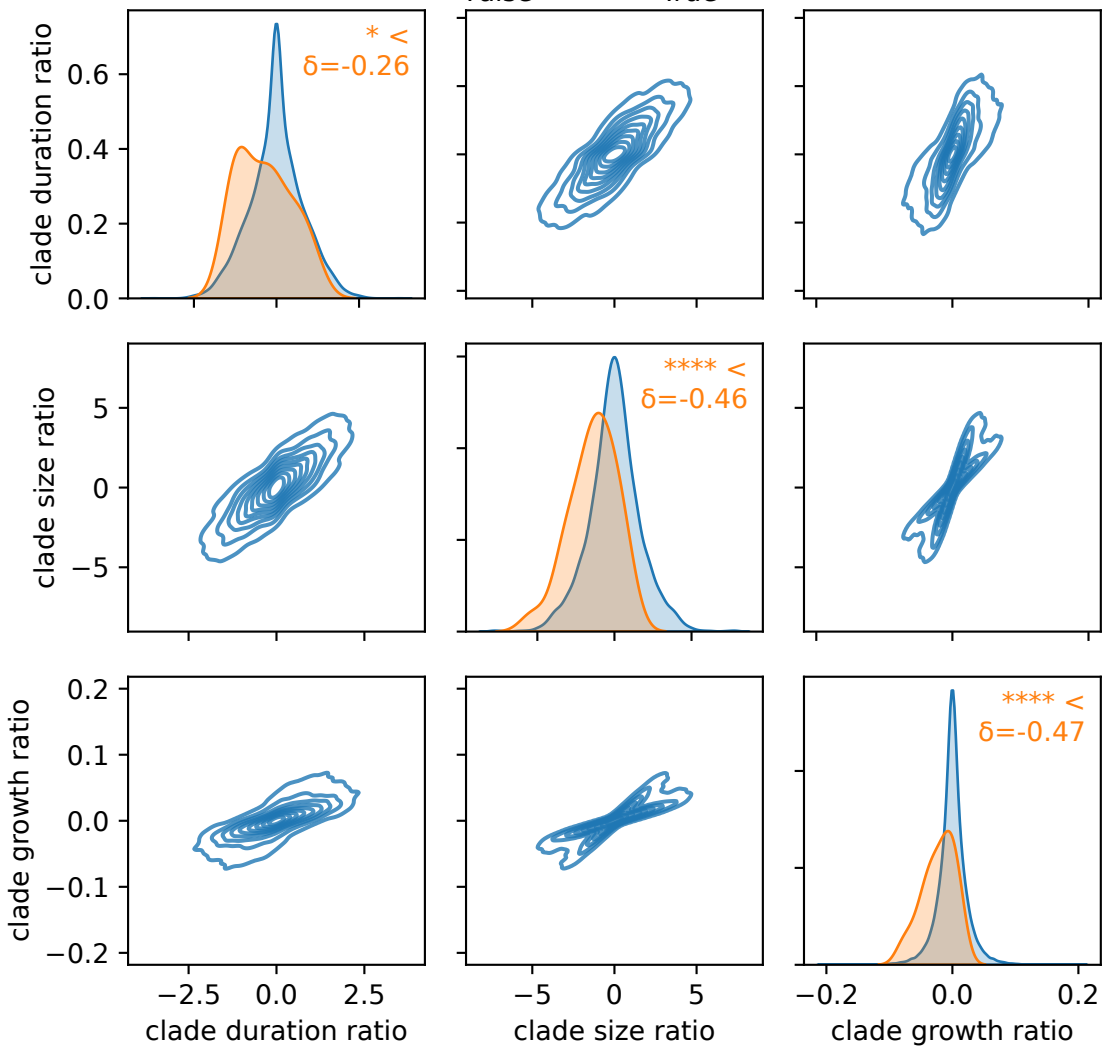 * <
δ=-0.26
clade duration ratio
0.6
0.4
0.2
0.0
**** <
δ=-0.46
clade size ratio
5
0
−5
**** <
δ=-0.47
clade growth ratio
0.2
0.1
0.0
−0.1
−0.2
−2.5 0.0 2.5
−5 0 5
−0.2 0.0 0.2
clade duration ratio
clade size ratio
clade growth ratio